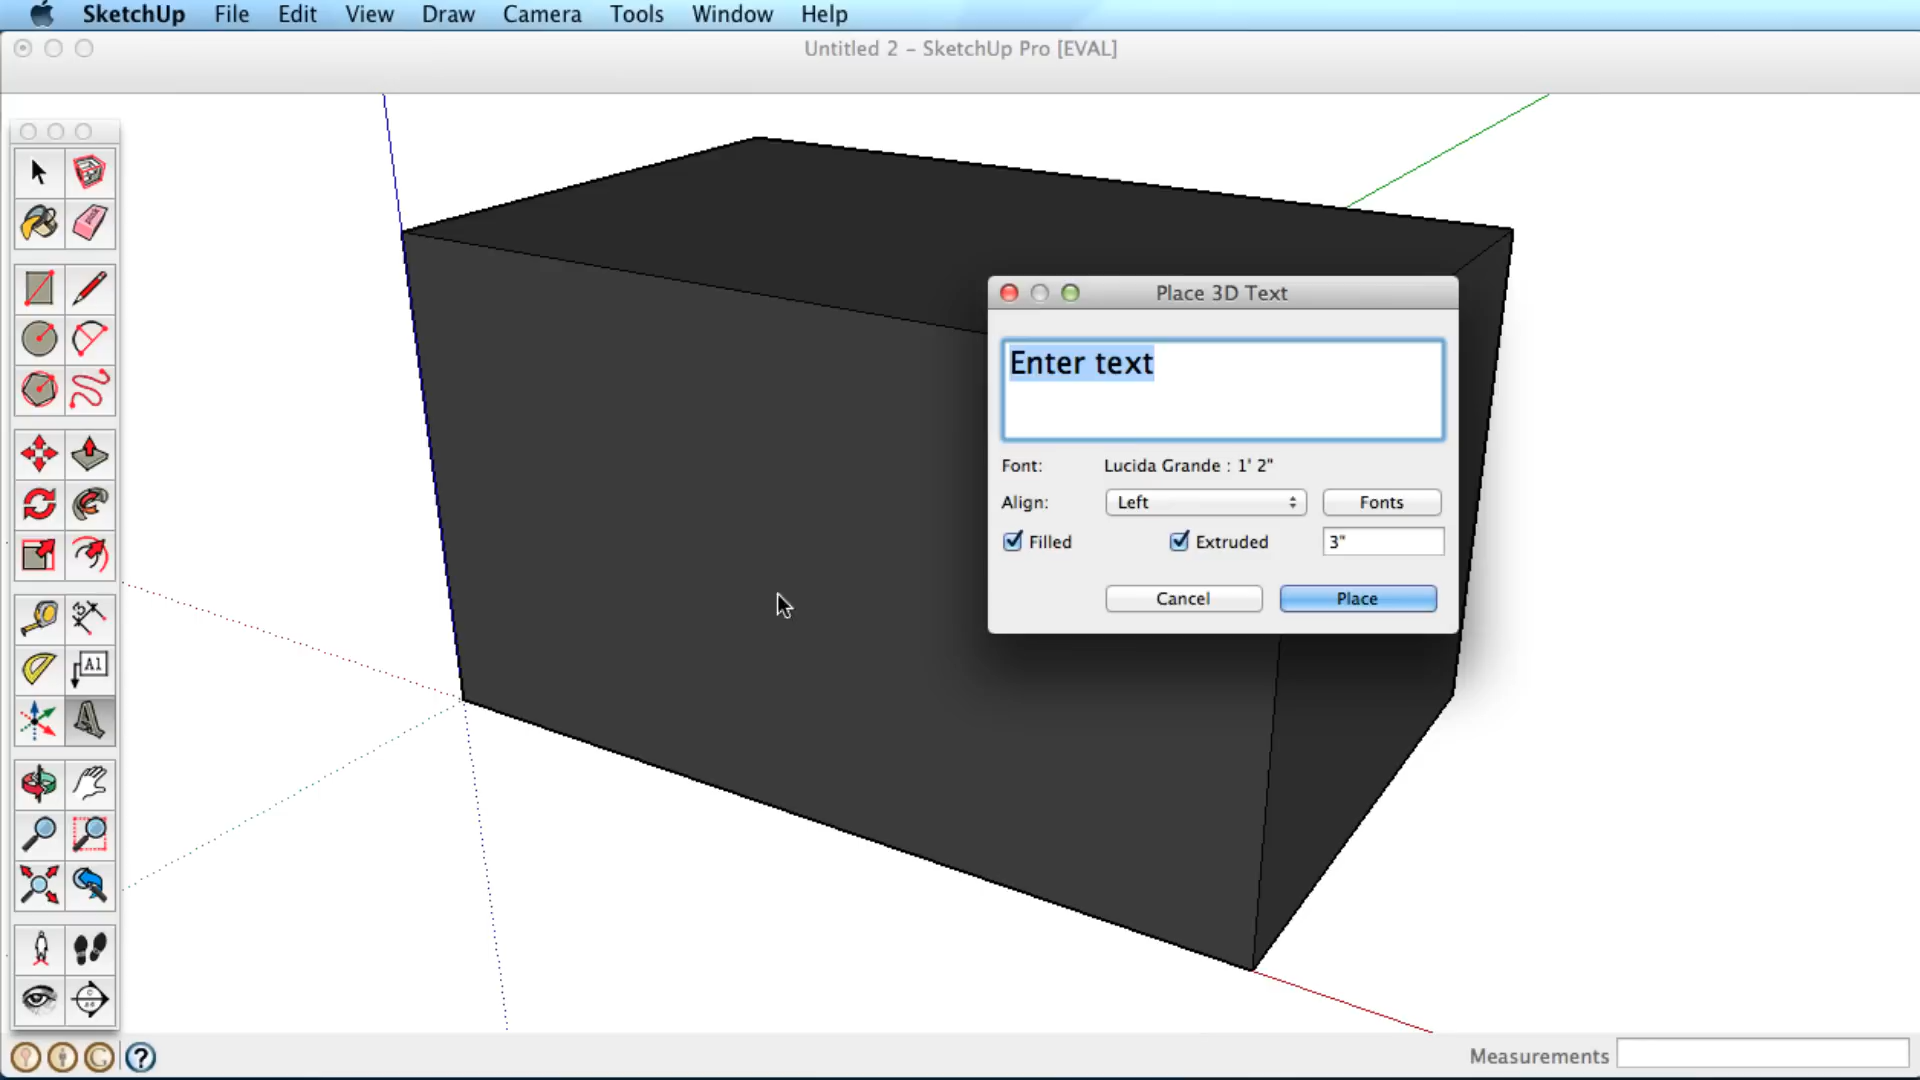 SketchUp File Edit View Draw Camera Tools Window Help
Untitled 2 – SketchUp Pro [EVAL]
Place 3D Text
Enter text
Font: Lucida Grande : 1' 2"
Align: Left Fonts
Filled Extruded 3"
Cancel Place
A1
Measurements